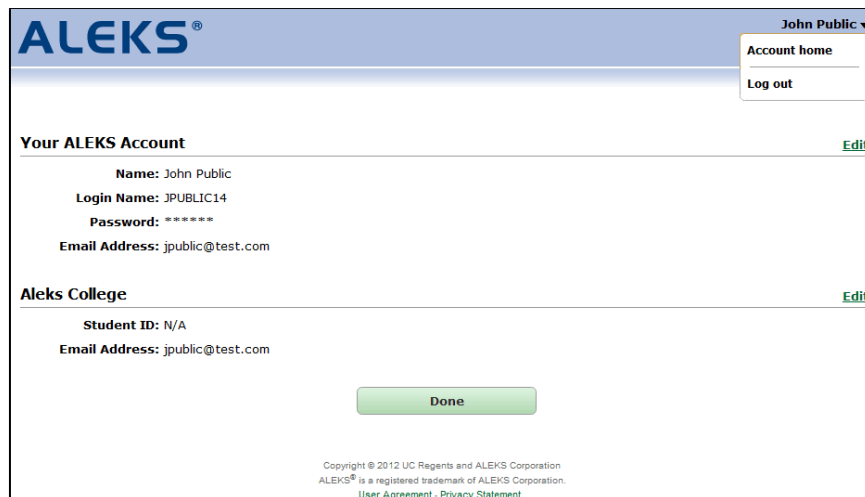 ALEKS®
John Public
Account home
Log out
Your ALEKS Account
Edit
Name: John Public
Login Name: JPUBLIC14
Password: ******
Email Address: jpublic@test.com
Aleks College
Edit
Student ID: N/A
Email Address: jpublic@test.com
Done
Copyright © 2012 UC Regents and ALEKS Corporation
ALEKS® is a registered trademark of ALEKS Corporation.
User Agreement - Privacy Statement